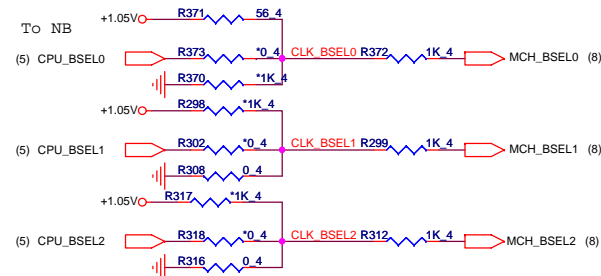 R371 56_4
+1.05V
To NB
R373 *0_4 CLK_BSEL0 R372 1K_4
(5) CPU_BSEL0 MCH_BSEL0 (8)
R370 *1K_4
+1.05V R298 *1K_4
R302 *0_4 CLK_BSEL1 R299 1K_4
(5) CPU_BSEL1 MCH_BSEL1 (8)
R308 0_4
R317 *1K_4
+1.05V
R318 *0_4 CLK_BSEL2 R312 1K_4
(5) CPU_BSEL2 MCH_BSEL2 (8)
R316 0_4